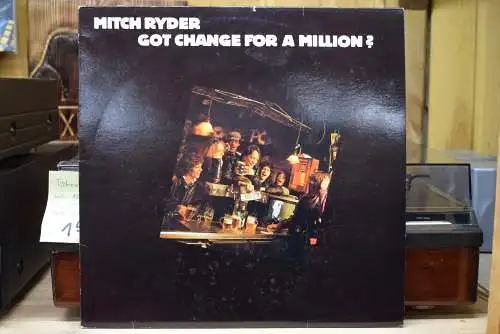 MITCH RYDER
GOT CHANGE FOR A MILLION?